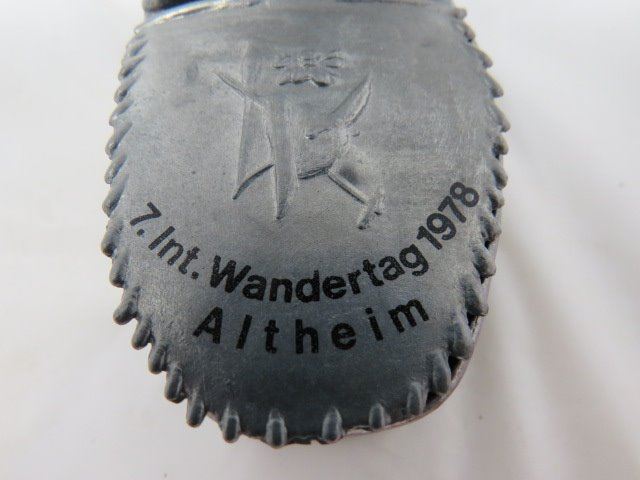 7. Int. Wandertag 1978
Altheim